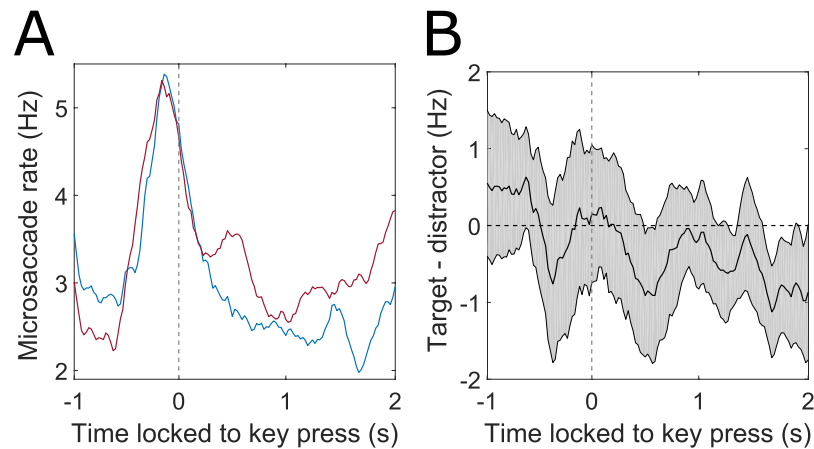 A
Microsaccade rate (Hz)
5
4
3
2
-1 0 1 2
Time locked to key press (s)
B
Target - distractor (Hz)
2
1
0
-1
-2
-1 0 1 2
Time locked to key press (s)